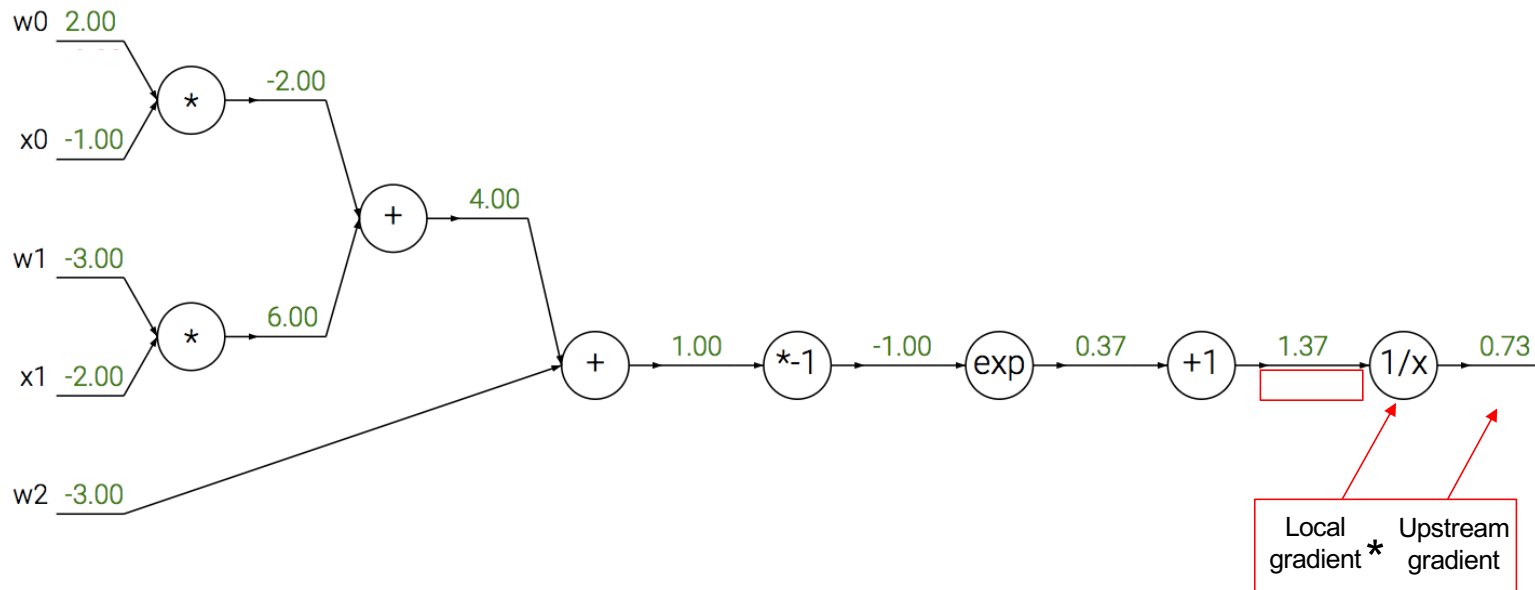 w0 2.00
*
-2.00
x0 -1.00
+
4.00
w1 -3.00
*
6.00
x1 -2.00
+
1.00
*-1
-1.00
exp
0.37
+1
1.37
1/x
0.73
w2 -3.00
Local
gradient
*
Upstream
gradient